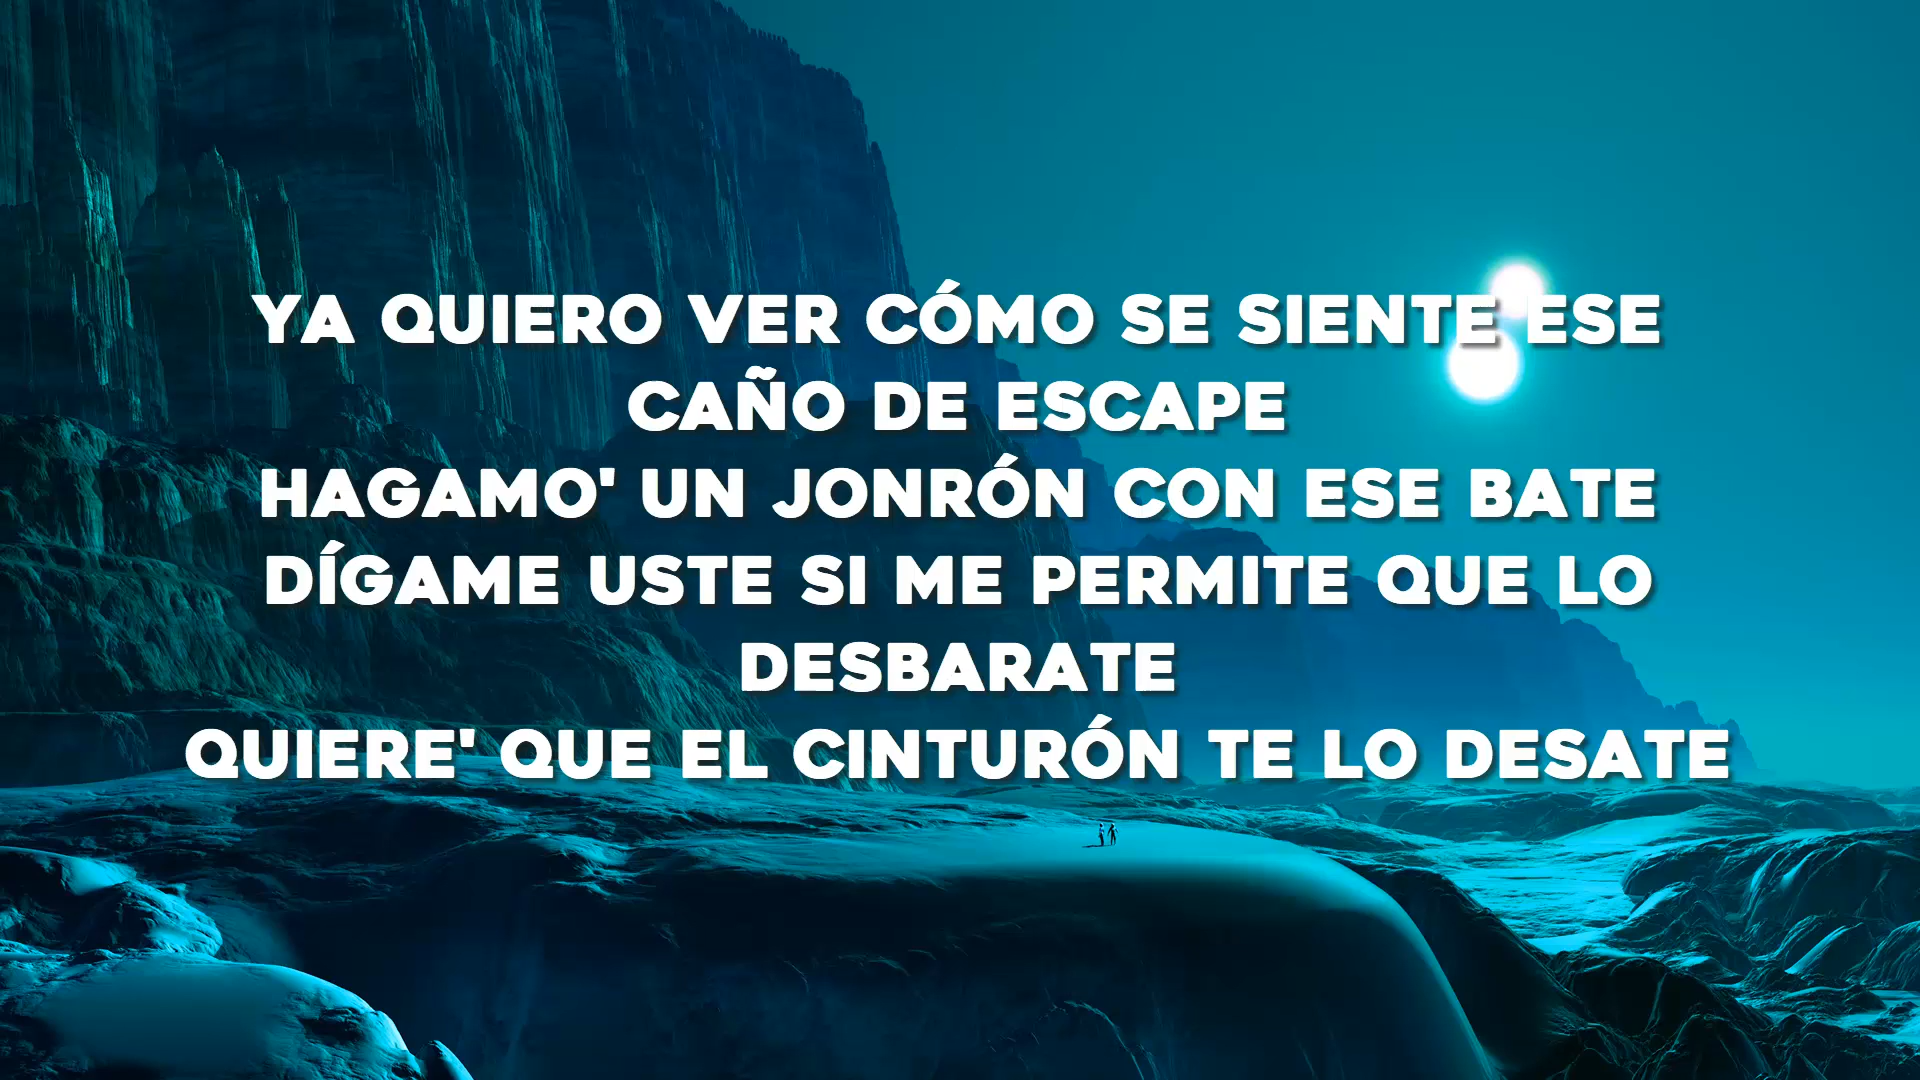 YA QUIERO VER CÓMO SE SIENTE ESE
CAÑO DE ESCAPE
HAGAMO' UN JONRÓN CON ESE BATE
DÍGAME USTE SI ME PERMITE QUE LO
DESBARATE
QUIERE' QUE EL CINTURÓN TE LO DESATE